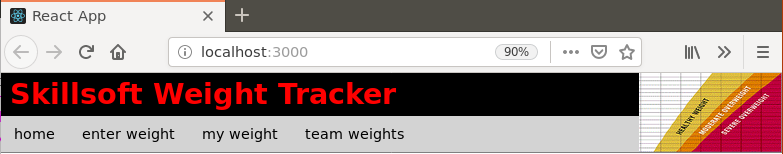 React App
localhost:3000
90%
Skillsoft Weight Tracker
home enter weight my weight team weights
HEALTHY WEIGHT
MODERATE OVERWEIGHT
SEVERE OVERWEIGHT